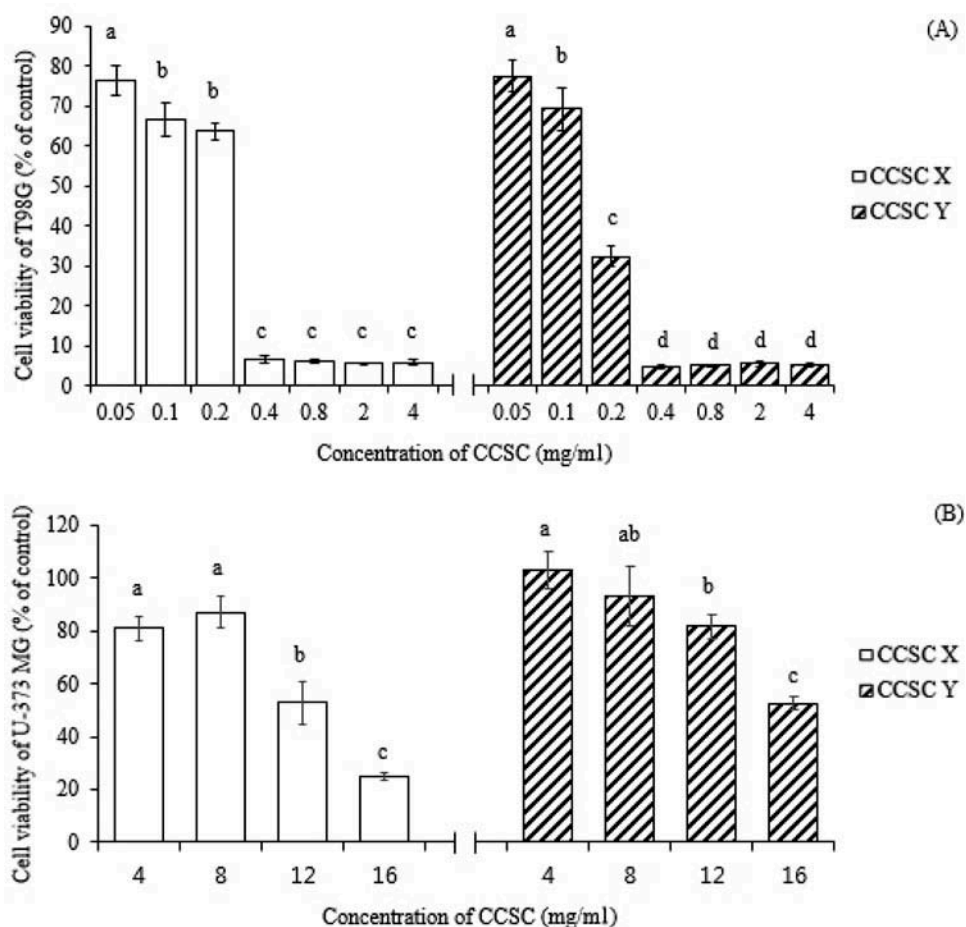 (A)
Cell viability of T98G (% of control)
90
80
70
60
50
40
30
20
10
0
a
b
b
c
c
c
c
a
b
c
d
d
d
d
CCSC X
CCSC Y
0.05 0.1 0.2 0.4 0.8 2 4 0.05 0.1 0.2 0.4 0.8 2 4
Concentration of CCSC (mg/ml)
(B)
Cell viability of U-373 MG (% of control)
120
100
80
60
40
20
0
a
a
b
c
a
ab
b
c
CCSC X
CCSC Y
4 8 12 16 4 8 12 16
Concentration of CCSC (mg/ml)